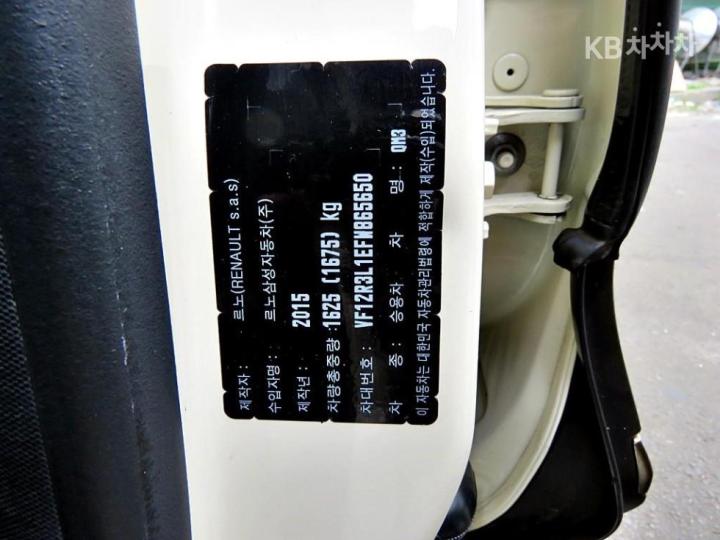 KB차차차
제작자 : 르노(RENAULT s.a.s)
수입자명 : 르노삼성자동차(주)
제작년 : 2015
차량총중량 : 1625 (1675) kg
차대번호 : VF12R3L1EFW865650
차 종 : 승용차 차 명 : QM3
이 자동차는 대한민국 자동차관리법령에 적합하게 제작(수입)되었습니다.